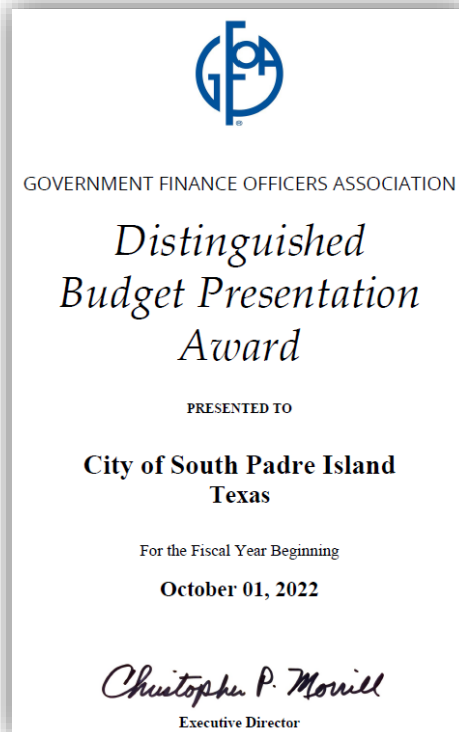 GFOA
®
GOVERNMENT FINANCE OFFICERS ASSOCIATION
Distinguished
Budget Presentation
Award
PRESENTED TO
City of South Padre Island
Texas
For the Fiscal Year Beginning
October 01, 2022
Christopher P. Morrill
Executive Director